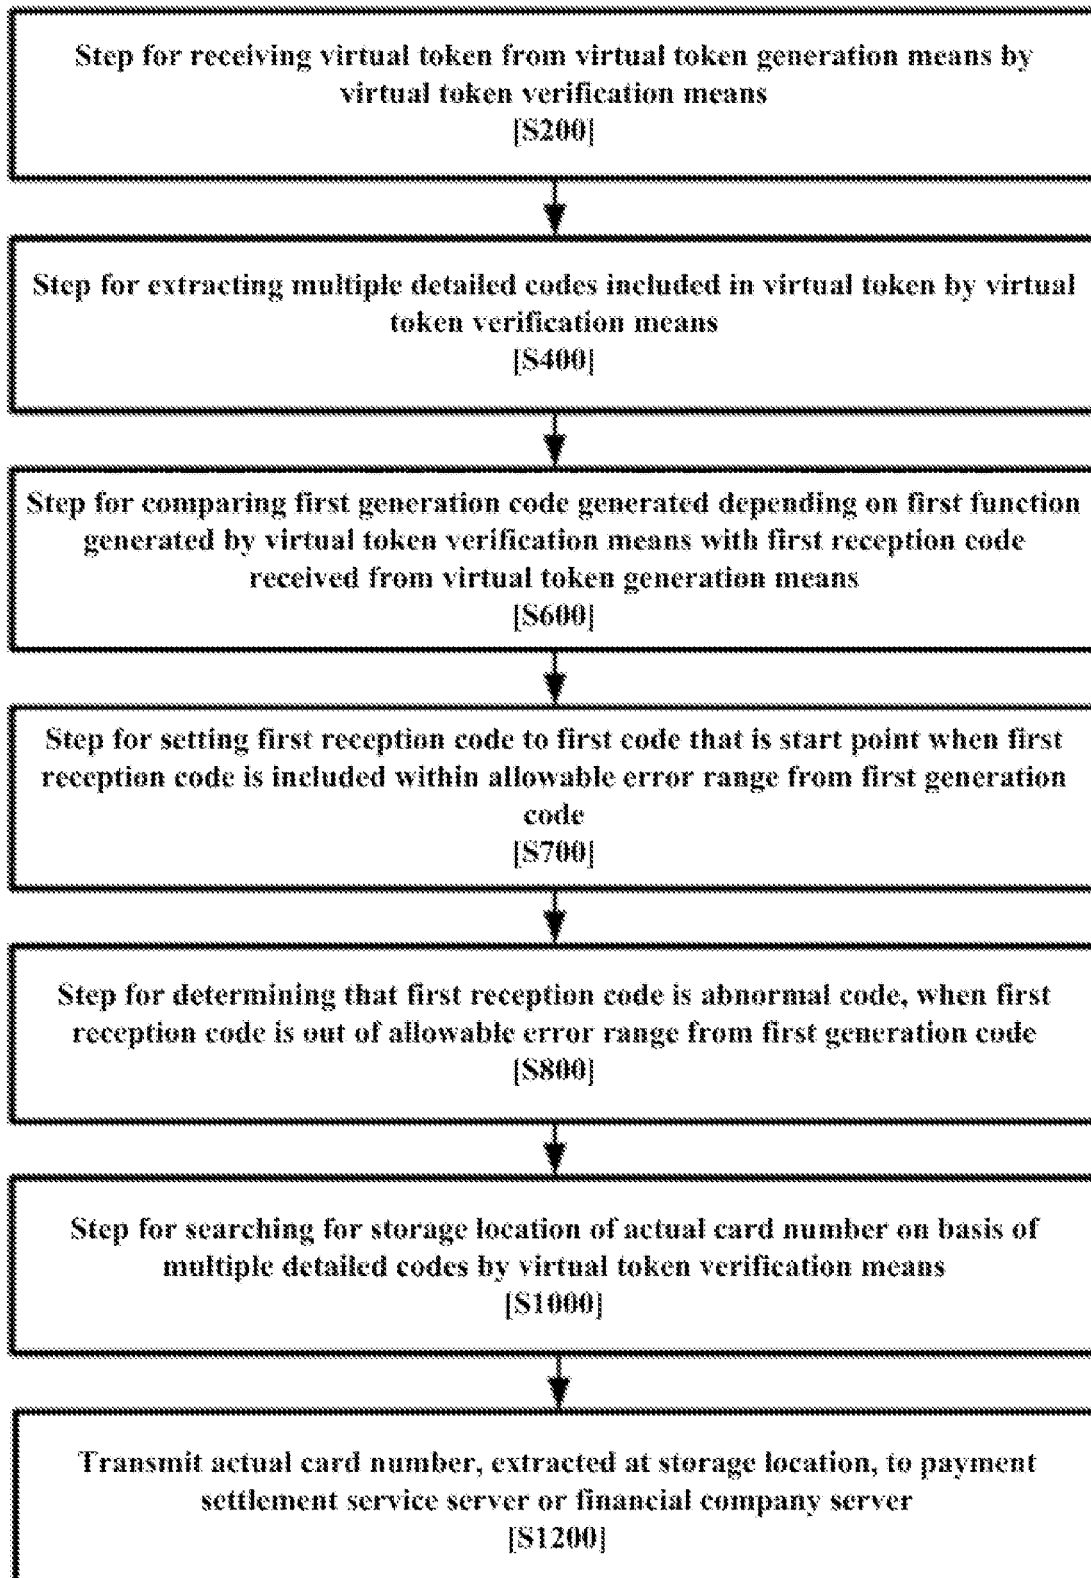 Step for receiving virtual token from virtual token generation means by
virtual token verification means
[S200]
Step for extracting multiple detailed codes included in virtual token by virtual
token verification means
[S400]
Step for comparing first generation code generated depending on first function
generated by virtual token verification means with first reception code
received from virtual token generation means
[S600]
Step for setting first reception code to first code that is start point when first
reception code is included within allowable error range from first generation
code
[S700]
Step for determining that first reception code is abnormal code, when first
reception code is out of allowable error range from first generation code
[S800]
Step for searching for storage location of actual card number on basis of
multiple detailed codes by virtual token verification means
[S1000]
Transmit actual card number, extracted at storage location, to payment
settlement service server or financial company server
[S1200]